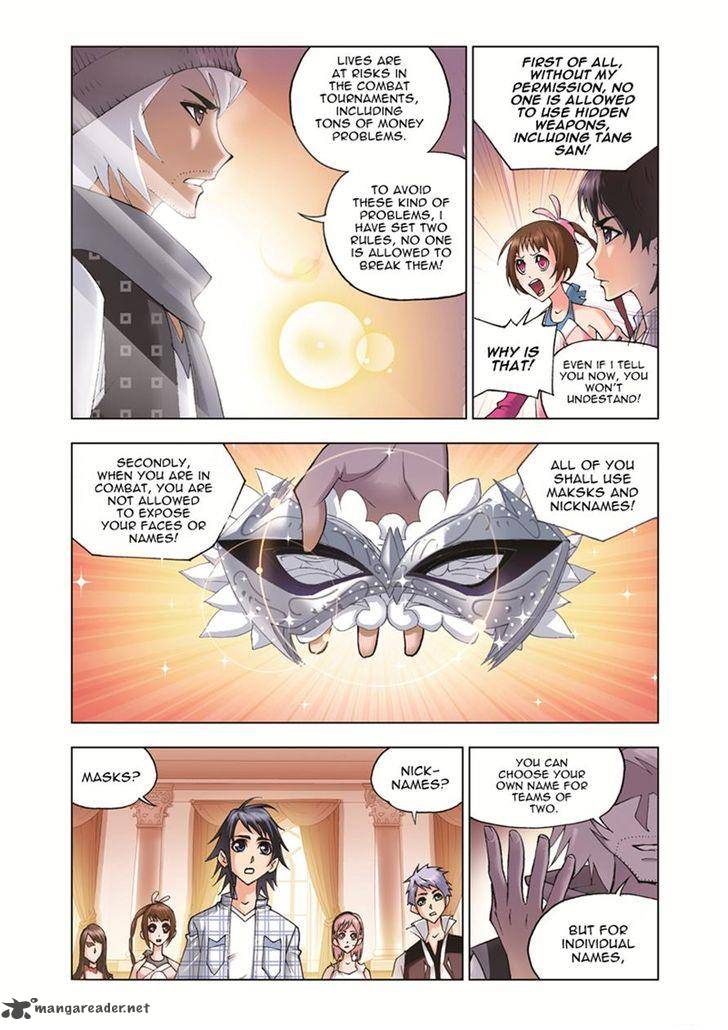 LIVES ARE
AT RISKS IN
THE COMBAT
TOURNAMENTS,
INCLUDING
TONS OF MONEY
PROBLEMS.
TO AVOID
THESE KIND OF
PROBLEMS, I
HAVE SET TWO
RULES, NO ONE
IS ALLOWED TO
BREAK THEM!
FIRST OF ALL,
WITHOUT MY
PERMISSION, NO
ONE IS ALLOWED
TO USE HIDDEN
WEAPONS,
INCLUDING TANG
SAN!
WHY IS
THAT!
EVEN IF I TELL
YOU NOW, YOU
WON'T
UNDESTAND!
SECONDLY,
WHEN YOU ARE IN
COMBAT, YOU ARE
NOT ALLOWED
TO EXPOSE
YOUR FACES OR
NAMES!
ALL OF YOU
SHALL USE
MAKSKS AND
NICKNAMES!
MASKS?
NICK-
NAMES?
YOU CAN
CHOOSE YOUR
OWN NAME FOR
TEAMS OF
TWO.
BUT FOR
INDIVIDUAL
NAMES,
mangareader.net